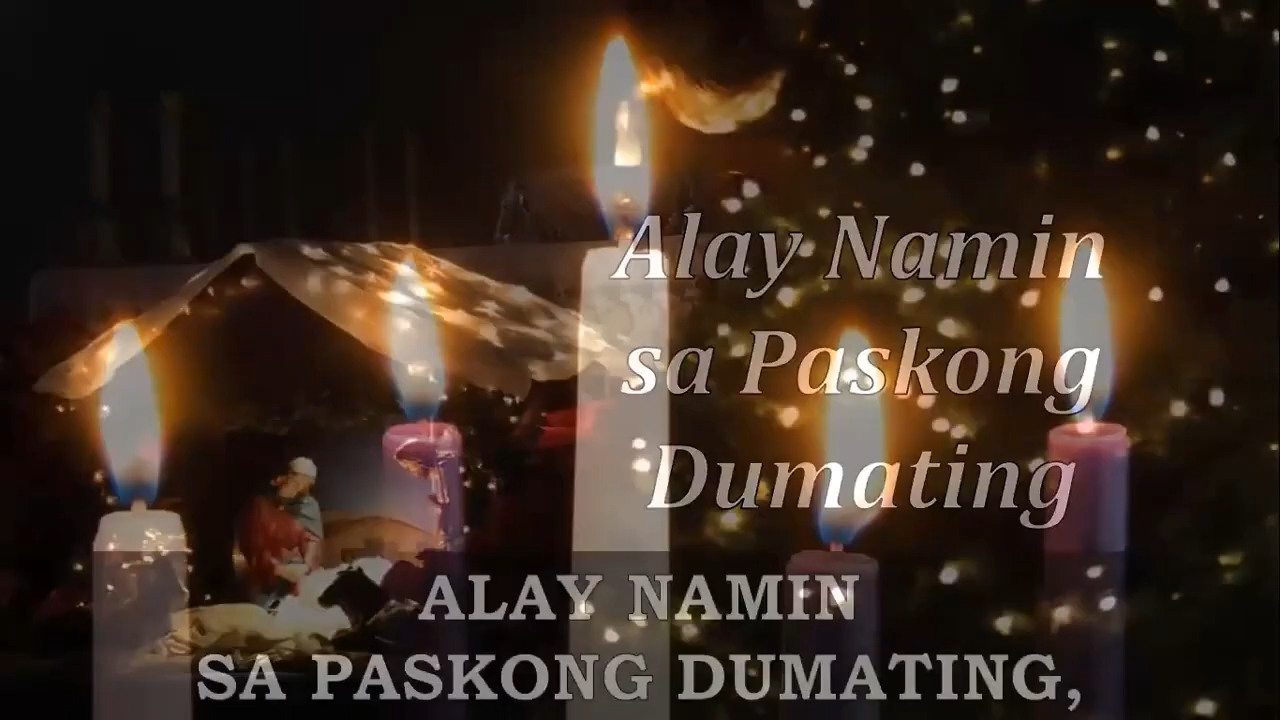 Alay Namin
sa Paskong
Dumating
ALAY NAMIN
SA PASKONG DUMATING,